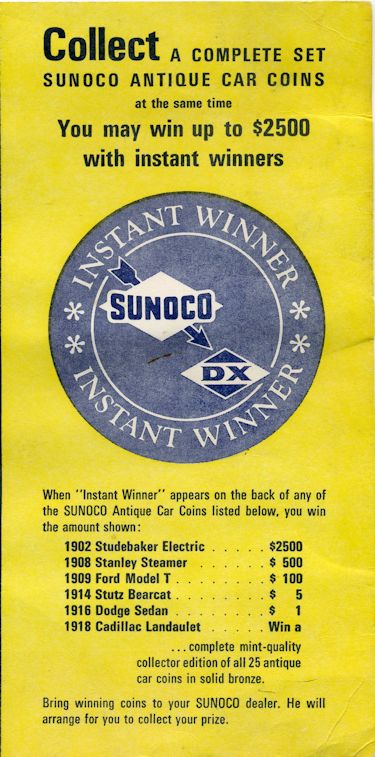 Collect A COMPLETE SET
SUNOCO ANTIQUE CAR COINS
at the same time
You may win up to $2500
with instant winners
* INSTANT WINNER *
SUNOCO
DX
* INSTANT WINNER *
When "Instant Winner" appears on the back of any of
the SUNOCO Antique Car Coins listed below, you win
the amount shown:
1902 Studebaker Electric . . . . . $2500
1908 Stanley Steamer . . . . . . $ 500
1909 Ford Model T . . . . . . . . $ 100
1914 Stutz Bearcat . . . . . . . . $ 5
1916 Dodge Sedan . . . . . . . . $ 1
1918 Cadillac Landaulet . . . . . Win a
. . . complete mint-quality
collector edition of all 25 antique
car coins in solid bronze.
Bring winning coins to your SUNOCO dealer. He will
arrange for you to collect your prize.